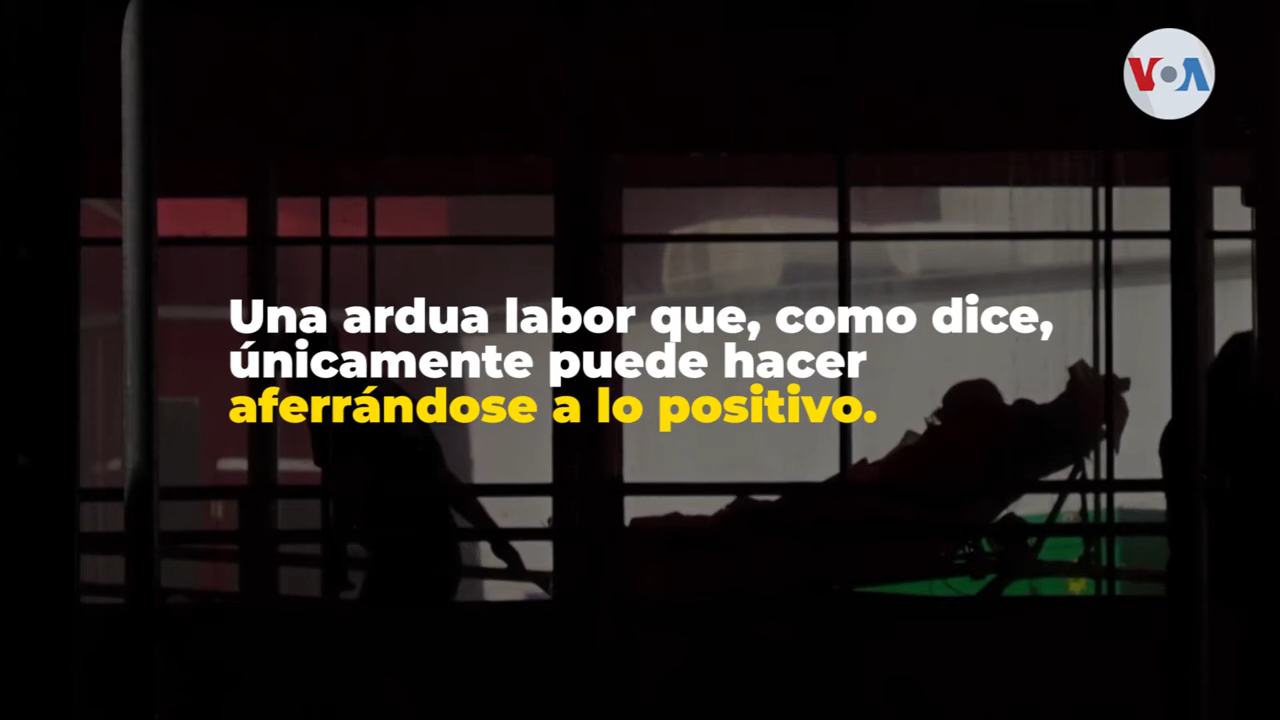 VOA
Una ardua labor que, como dice,
únicamente puede hacer
aferrándose a lo positivo.